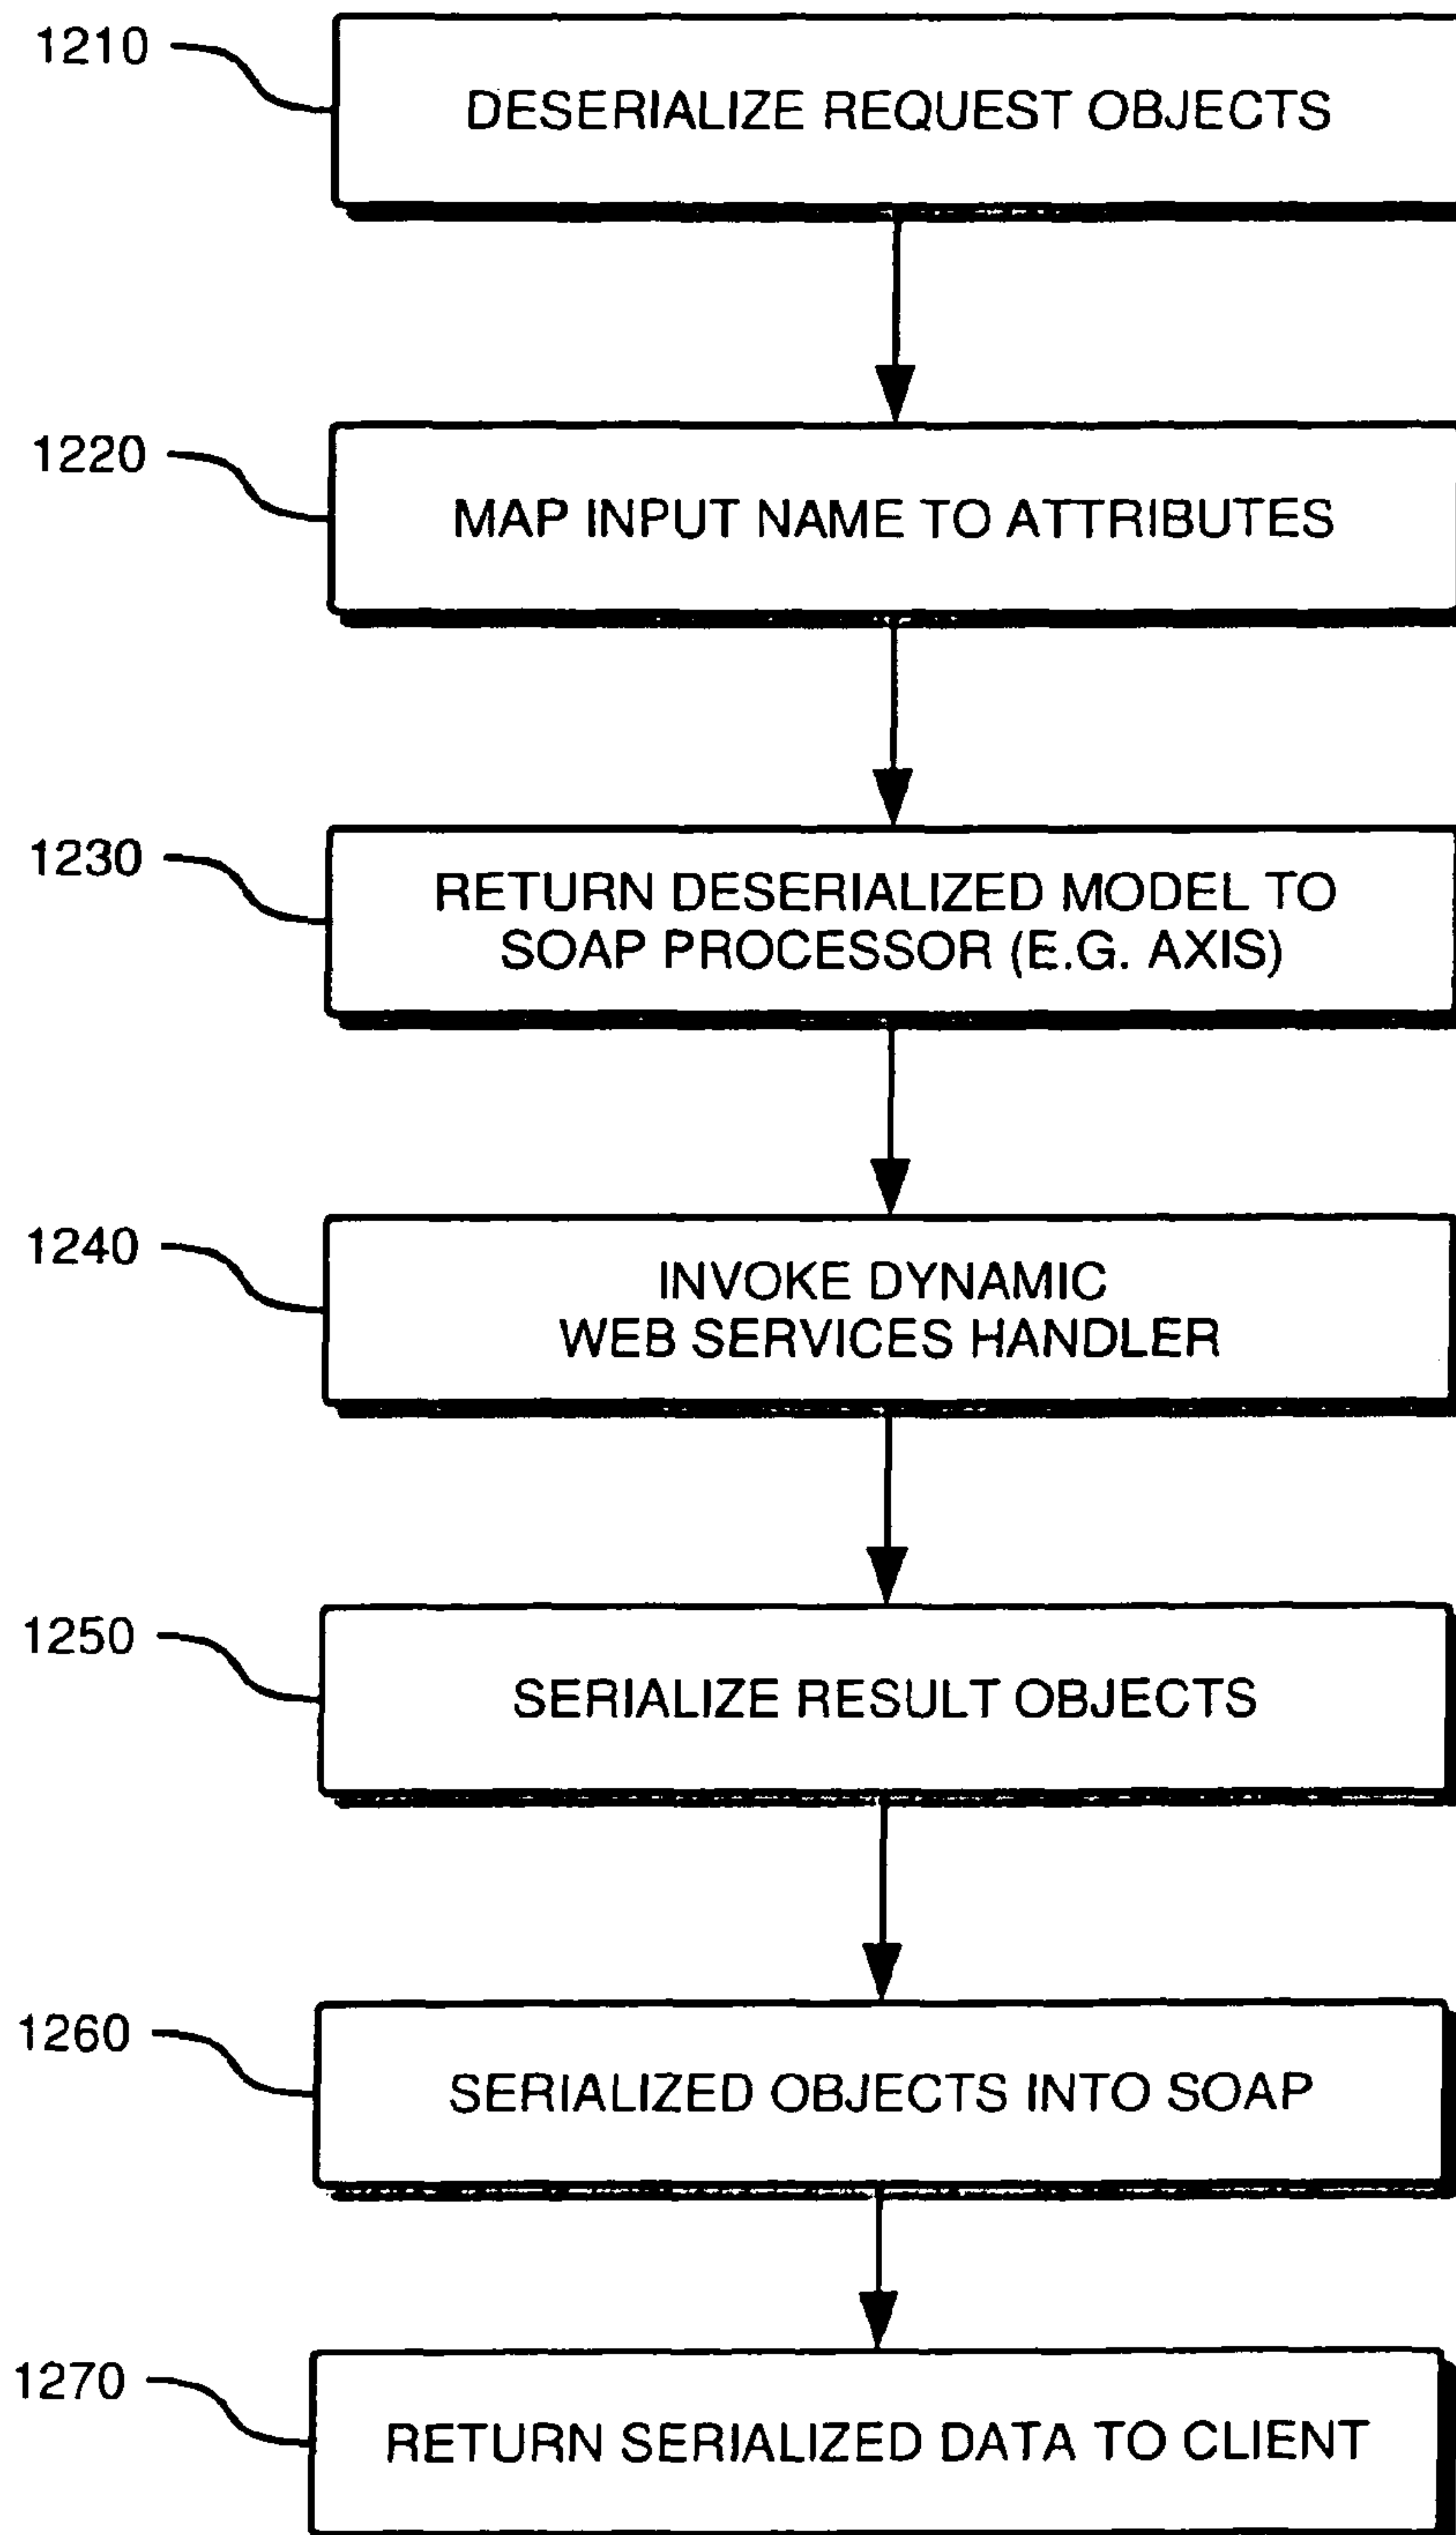 1210
DESERIALIZE REQUEST OBJECTS
1220
MAP INPUT NAME TO ATTRIBUTES
1230
RETURN DESERIALIZED MODEL TO
SOAP PROCESSOR (E.G. AXIS)
1240
INVOKE DYNAMIC
WEB SERVICES HANDLER
1250
SERIALIZE RESULT OBJECTS
1260
SERIALIZED OBJECTS INTO SOAP
1270
RETURN SERIALIZED DATA TO CLIENT